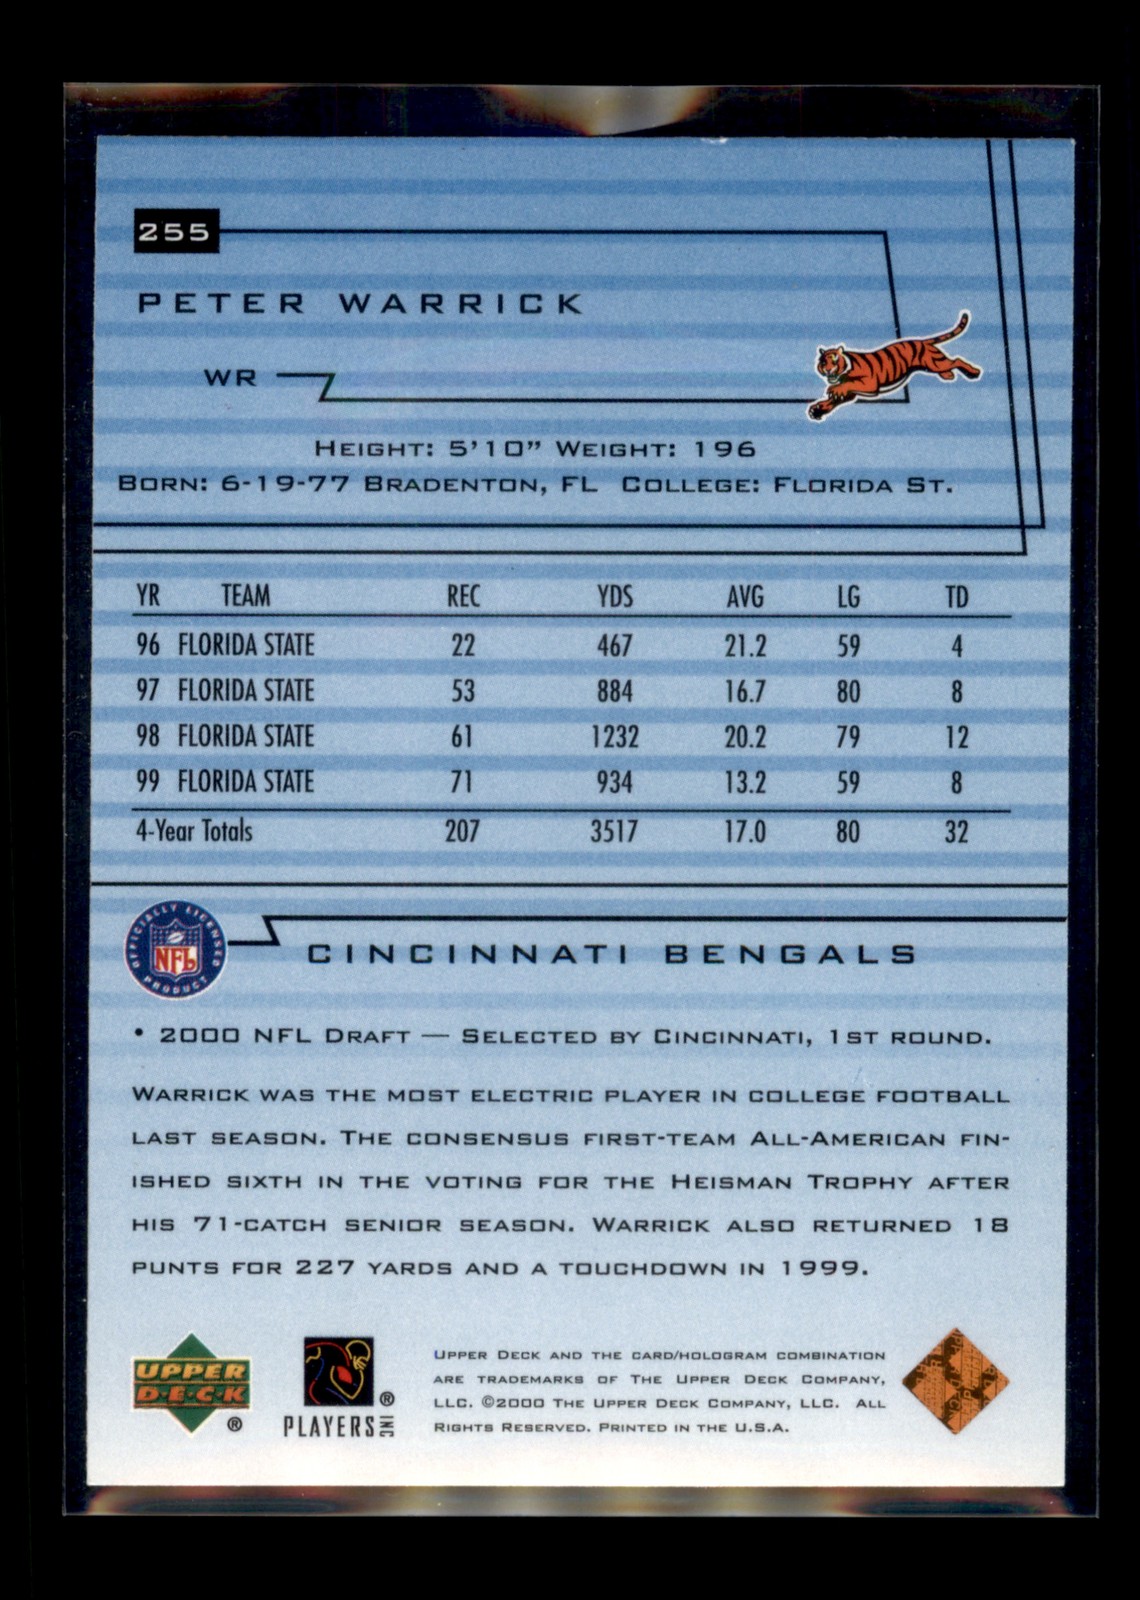 255
PETER WARRICK
WR
HEIGHT: 5'10" WEIGHT: 196
BORN: 6-19-77 BRADENTON, FL COLLEGE: FLORIDA ST.
YR TEAM REC YDS AVG LG TD
96 FLORIDA STATE 22 467 21.2 59 4
97 FLORIDA STATE 53 884 16.7 80 8
98 FLORIDA STATE 61 1232 20.2 79 12
99 FLORIDA STATE 71 934 13.2 59 8
4-Year Totals 207 3517 17.0 80 32
OFFICIALLY LICENSED
NFL
PRODUCT
CINCINNATI BENGALS
• 2000 NFL DRAFT — SELECTED BY CINCINNATI, 1ST ROUND.
WARRICK WAS THE MOST ELECTRIC PLAYER IN COLLEGE FOOTBALL
LAST SEASON. THE CONSENSUS FIRST-TEAM ALL-AMERICAN FIN-
ISHED SIXTH IN THE VOTING FOR THE HEISMAN TROPHY AFTER
HIS 71-CATCH SENIOR SEASON. WARRICK ALSO RETURNED 18
PUNTS FOR 227 YARDS AND A TOUCHDOWN IN 1999.
UPPER
D·E·C·K
®
®
PLAYERS INC
UPPER DECK AND THE CARD/HOLOGRAM COMBINATION
ARE TRADEMARKS OF THE UPPER DECK COMPANY,
LLC. ©2000 THE UPPER DECK COMPANY, LLC. ALL
RIGHTS RESERVED. PRINTED IN THE U.S.A.